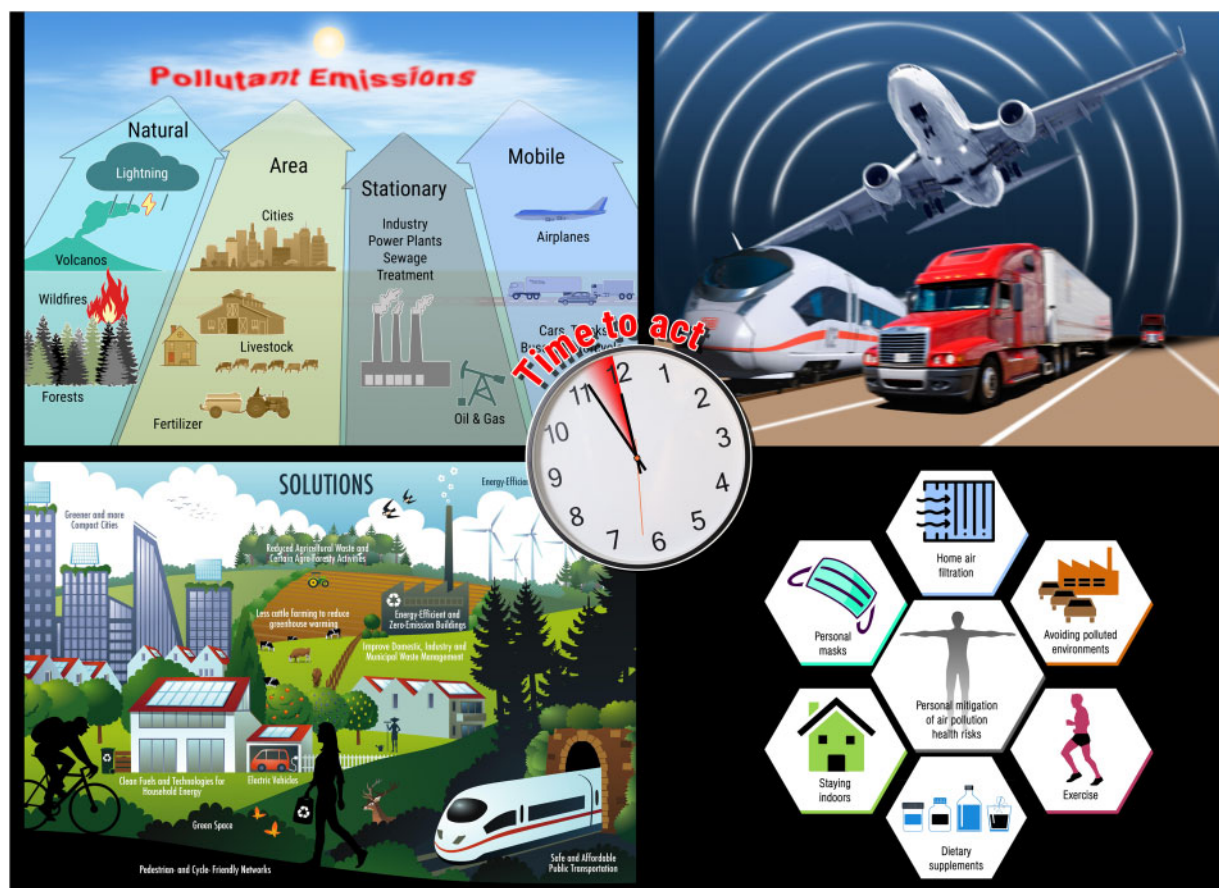 Pollutant Emissions
Natural
Lightning
Volcanos
Wildfires
Forests
Area
Cities
Livestock
Fertilizer
Stationary
Industry
Power Plants
Sewage
Treatment
Oil & Gas
Mobile
Airplanes
Cars,
Time to act
12
1
2
3
4
5
6
7
8
9
10
11
SOLUTIONS
Greener and more
Compact Cities
Energy-Efficient
Reduced Agricultural Waste and
Certain Agro-Foresty Activities
Less cattle farming to reduce
greenhouse warming
Energy-Efficient and
Zero-Emission Buildings
Improve Domestic, Industry and
Municipal Waste Management
Clean Fuels and Technologies for
Household Energy
Electric Vehicles
Green Space
Pedestrian- and Cycle- Friendly Networks
Safe and Affordable
Public Transportation
Home air
filtration
Personal
masks
Avoiding polluted
environments
Personal mitigation
of air pollution
health risks
Staying
indoors
Exercise
Dietary
supplements